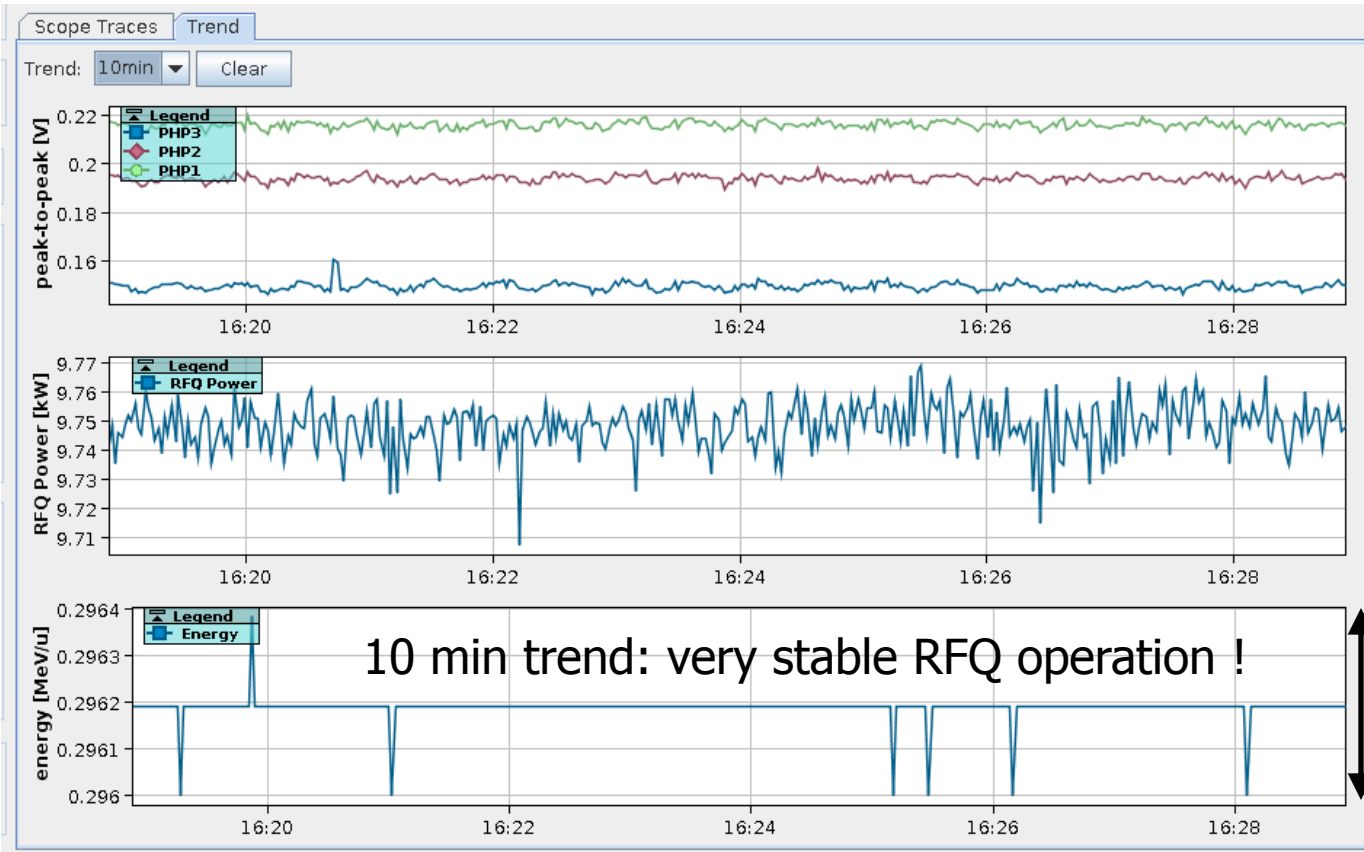 Scope Traces Trend
Trend: 10min Clear
peak-to-peak [V]
0.22
0.2
0.18
0.16
Legend
PHP3
PHP2
PHP1
16:20 16:22 16:24 16:26 16:28
RFQ Power [kW]
9.77
9.76
9.75
9.74
9.73
9.72
9.71
Legend
RFQ Power
16:20 16:22 16:24 16:26 16:28
energy [MeV/u]
0.2964
0.2963
0.2962
0.2961
0.296
Legend
Energy
10 min trend: very stable RFQ operation !
16:20 16:22 16:24 16:26 16:28